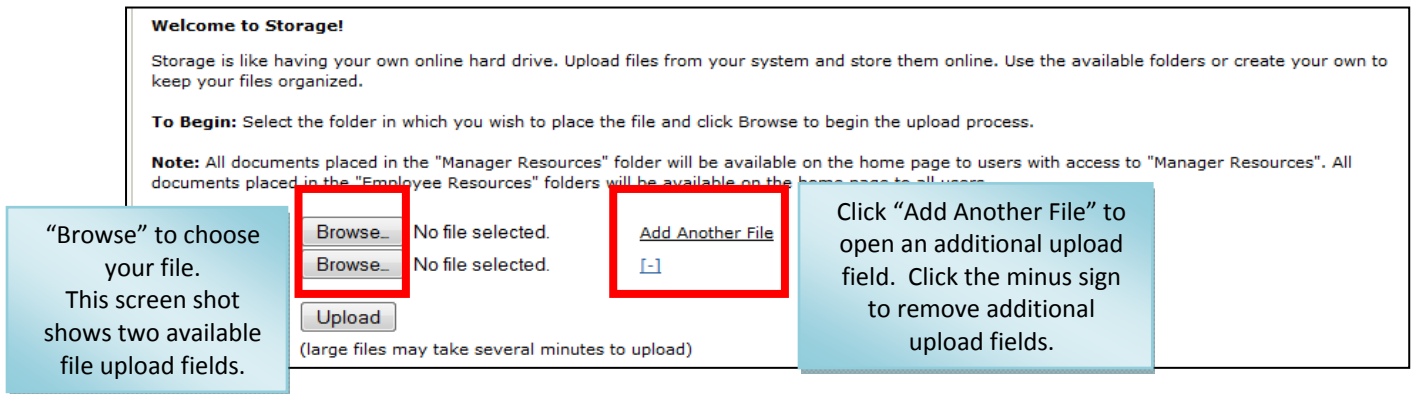 Welcome to Storage!
Storage is like having your own online hard drive. Upload files from your system and store them online. Use the available folders or create your own to
keep your files organized.
To Begin: Select the folder in which you wish to place the file and click Browse to begin the upload process.
Note: All documents placed in the "Manager Resources" folder will be available on the home page to users with access to "Manager Resources". All
documents placed in the "Employee Resources" folders will be available on the home page to all users.
“Browse” to choose
your file.
This screen shot
shows two available
file upload fields.
Browse… No file selected. Add Another File
Browse… No file selected. [-]
Upload
(large files may take several minutes to upload)
Click “Add Another File” to
open an additional upload
field. Click the minus sign
to remove additional
upload fields.